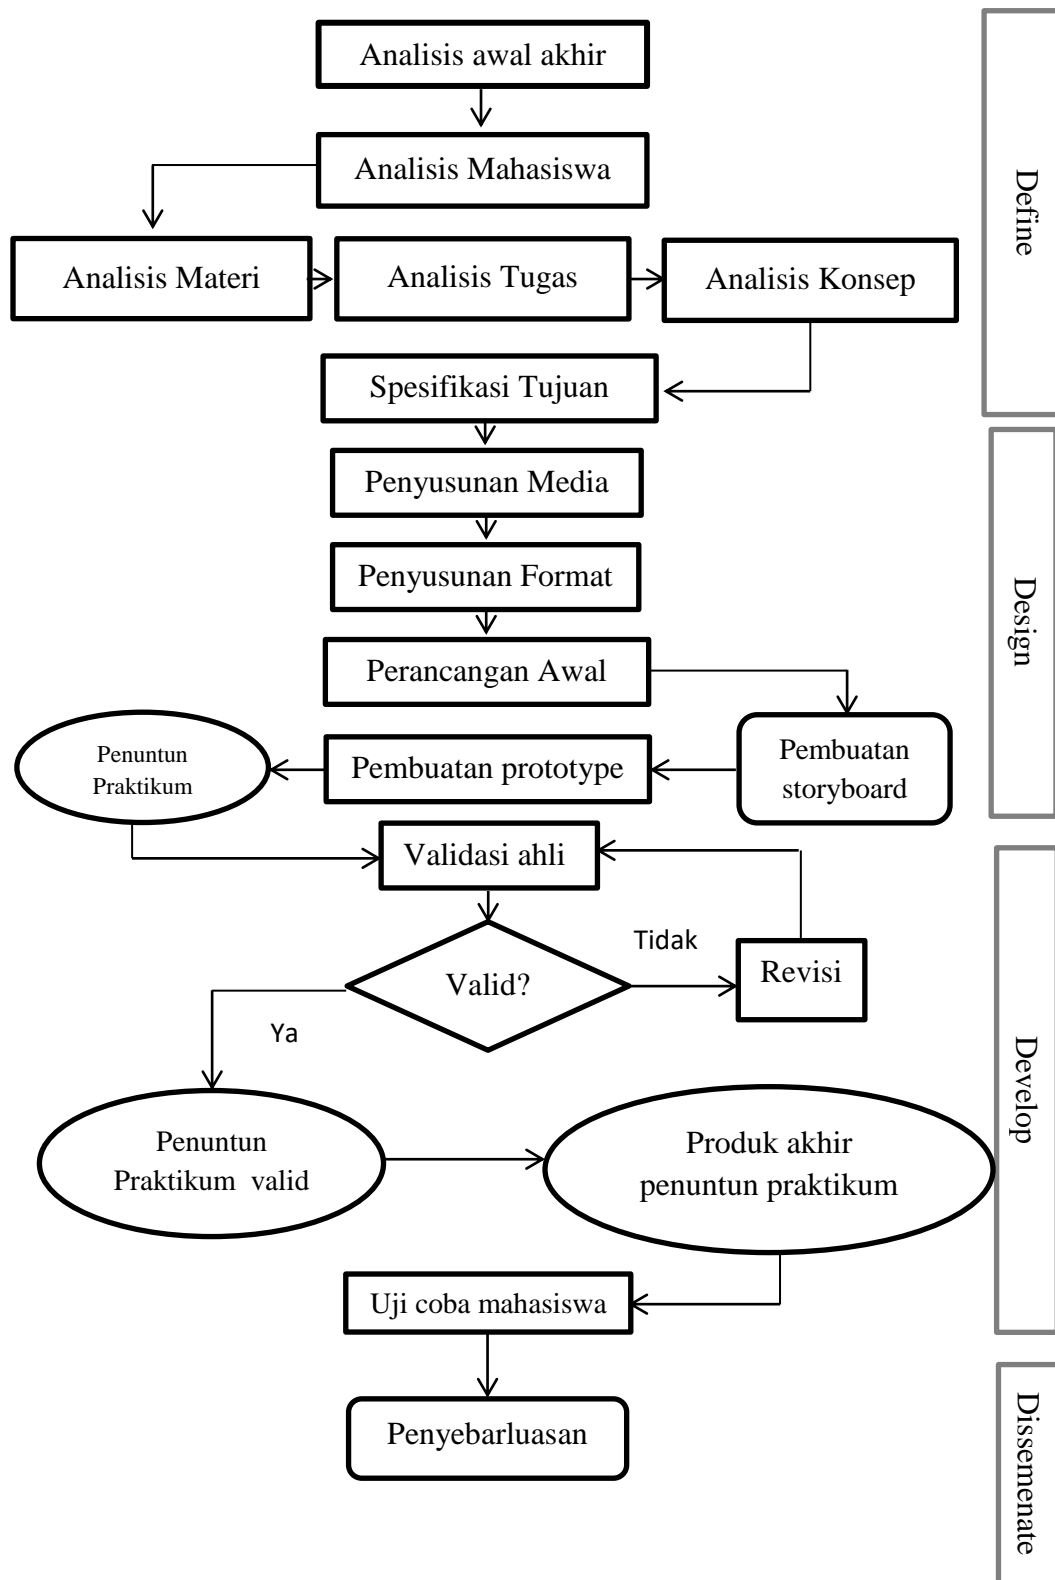 Analisis awal akhir
Analisis Mahasiswa
Analisis Materi
Analisis Tugas
Analisis Konsep
Spesifikasi Tujuan
Define
Penyusunan Media
Penyusunan Format
Perancangan Awal
Pembuatan
storyboard
Pembuatan prototype
Penuntun
Praktikum
Design
Validasi ahli
Valid?
Tidak
Revisi
Ya
Penuntun
Praktikum  valid
Produk akhir
penuntun praktikum
Uji coba mahasiswa
Develop
Penyebarluasan
Dissemenate